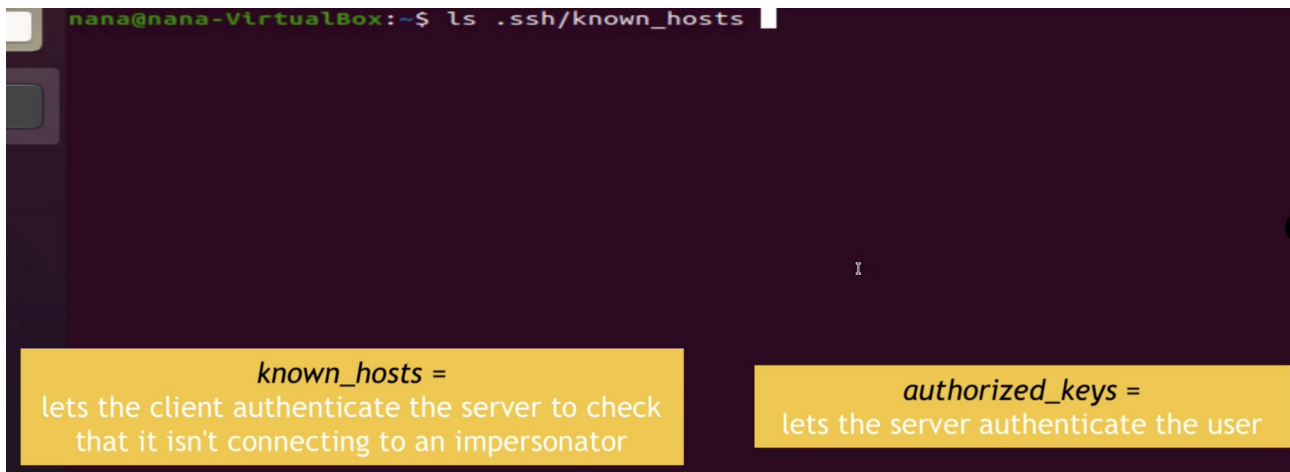 nana@nana-VirtualBox:~$ ls .ssh/known_hosts
known_hosts =
lets the client authenticate the server to check
that it isn't connecting to an impersonator
authorized_keys =
lets the server authenticate the user